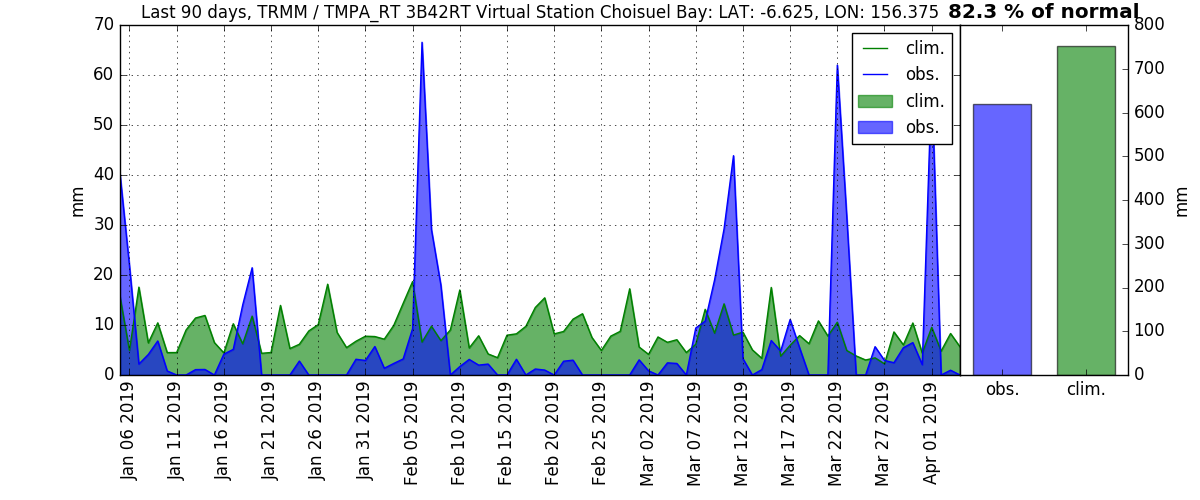 Last 90 days, TRMM / TMPA_RT 3B42RT Virtual Station Choisuel Bay: LAT: -6.625, LON: 156.375 82.3 % of normal
70
60
50
40
30
20
10
0
mm
clim.
obs.
clim.
obs.
800
700
600
500
400
300
200
100
0
mm
Jan 06 2019
Jan 11 2019
Jan 16 2019
Jan 21 2019
Jan 26 2019
Jan 31 2019
Feb 05 2019
Feb 10 2019
Feb 15 2019
Feb 20 2019
Feb 25 2019
Mar 02 2019
Mar 07 2019
Mar 12 2019
Mar 17 2019
Mar 22 2019
Mar 27 2019
Apr 01 2019
obs.
clim.